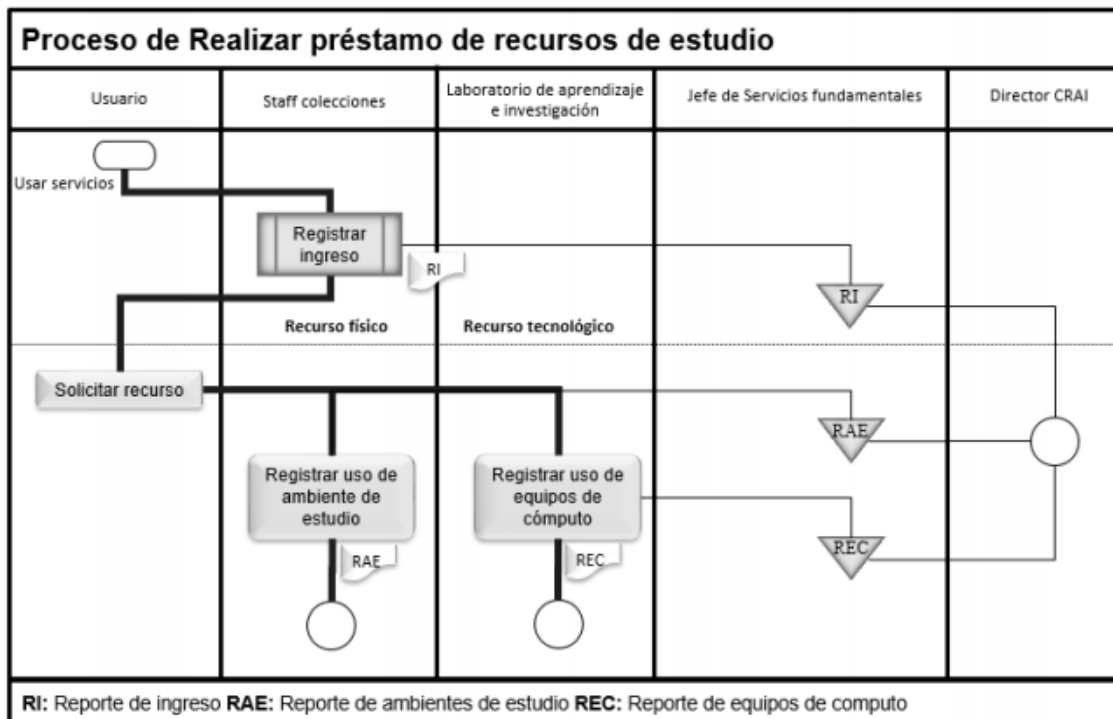 Proceso de Realizar préstamo de recursos de estudio
Usuario
Staff colecciones
Laboratorio de aprendizaje
e investigación
Jefe de Servicios fundamentales
Director CRAI
Usar servicios
Registrar
ingreso
RI
RI
Recurso físico
Recurso tecnológico
Solicitar recurso
RAE
Registrar uso de
ambiente de
estudio
Registrar uso de
equipos de
cómputo
RAE
REC
REC
RI: Reporte de ingreso RAE: Reporte de ambientes de estudio REC: Reporte de equipos de computo